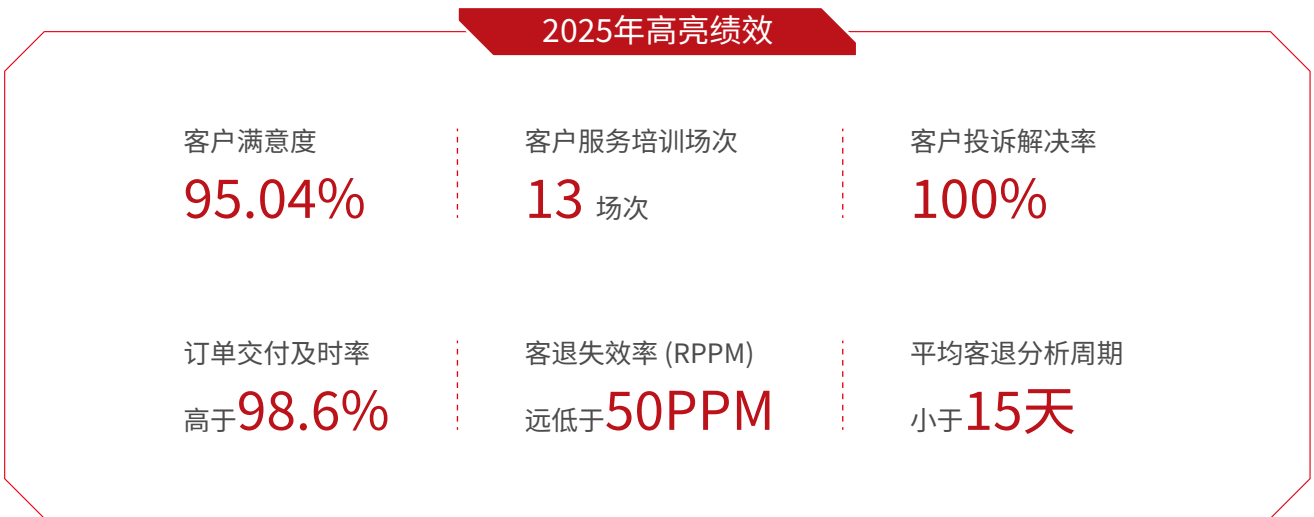 2025年高亮绩效
客户满意度
95.04%
客户服务培训场次
13 场次
客户投诉解决率
100%
订单交付及时率
高于98.6%
客退失效率 (RPPM)
远低于50PPM
平均客退分析周期
小于15天